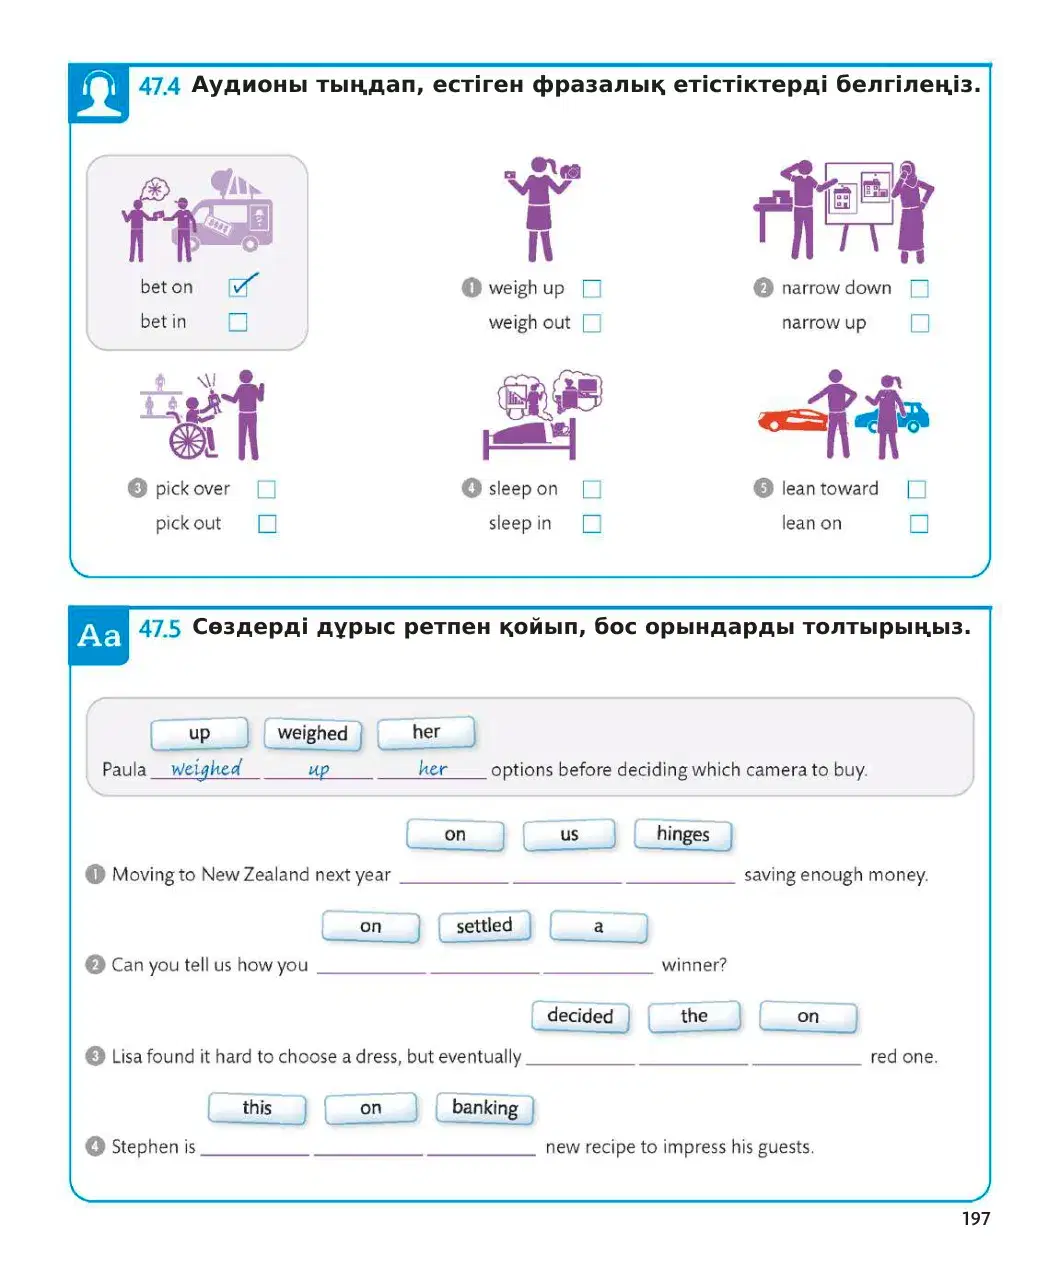 47.4 Аудионы тыңдап, естіген фразалық етістіктерді белгілеңіз.
bet on
bet in
1 weigh up
weigh out
2 narrow down
narrow up
3 pick over
pick out
4 sleep on
sleep in
5 lean toward
lean on
Aa 47.5 Сөздерді дұрыс ретпен қойып, бос орындарды толтырыңыз.
up weighed her
Paula weighed up her options before deciding which camera to buy.
on us hinges
1 Moving to New Zealand next year saving enough money.
on settled a
2 Can you tell us how you winner?
decided the on
3 Lisa found it hard to choose a dress, but eventually red one.
this on banking
4 Stephen is new recipe to impress his guests.
197